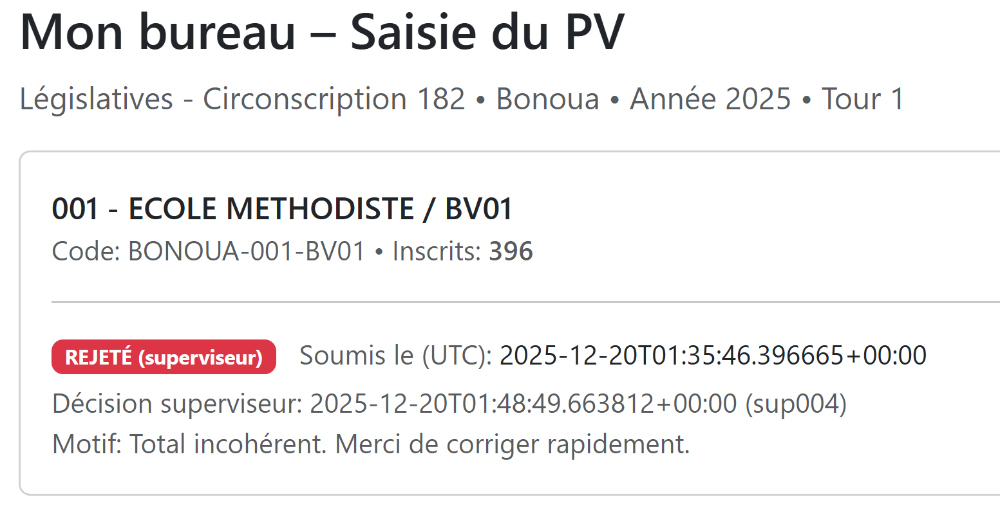 Mon bureau – Saisie du PV
Législatives - Circonscription 182 • Bonoua • Année 2025 • Tour 1
001 - ECOLE METHODISTE / BV01
Code: BONOUA-001-BV01 • Inscrits: 396
REJETÉ (superviseur) Soumis le (UTC): 2025-12-20T01:35:46.396665+00:00
Décision superviseur: 2025-12-20T01:48:49.663812+00:00 (sup004)
Motif: Total incohérent. Merci de corriger rapidement.